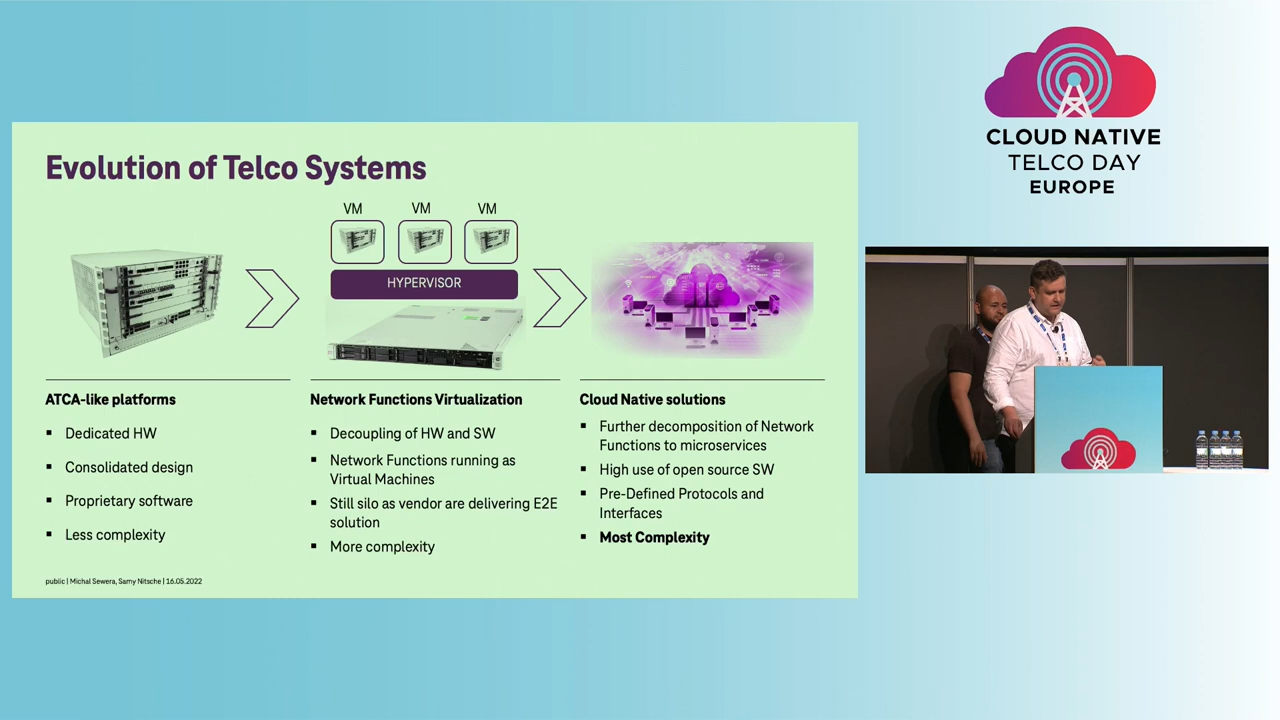 CLOUD NATIVE
TELCO DAY
EUROPE
Evolution of Telco Systems
VM
VM
VM
HYPERVISOR
ATCA-like platforms
▪ Dedicated HW
▪ Consolidated design
▪ Proprietary software
▪ Less complexity
Network Functions Virtualization
▪ Decoupling of HW and SW
▪ Network Functions running as
Virtual Machines
▪ Still silo as vendor are delivering E2E
solution
▪ More complexity
Cloud Native solutions
▪ Further decomposition of Network
Functions to microservices
▪ High use of open source SW
▪ Pre-Defined Protocols and
Interfaces
▪ Most Complexity
public | Michal Sewera, Samy Nitsche | 16.05.2022